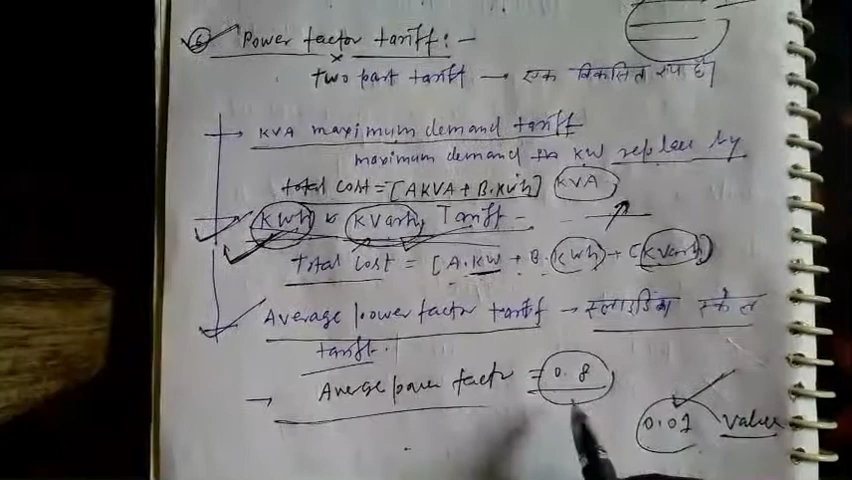 6 Power factor tariff:-
two part tariff → एक विकसित रूप है।
→ KVA maximum demand tariff
maximum demand KW replace by
total cost = [AKVA + B.Kwh] KVA
Kwh & KVarh Tariff -
total cost = [A.KW + B.Kwh + C KVarh]
Average power factor tariff → स्लाइडिंग स्केल
tariff.
→ Average power factor = 0.8
0.01 value